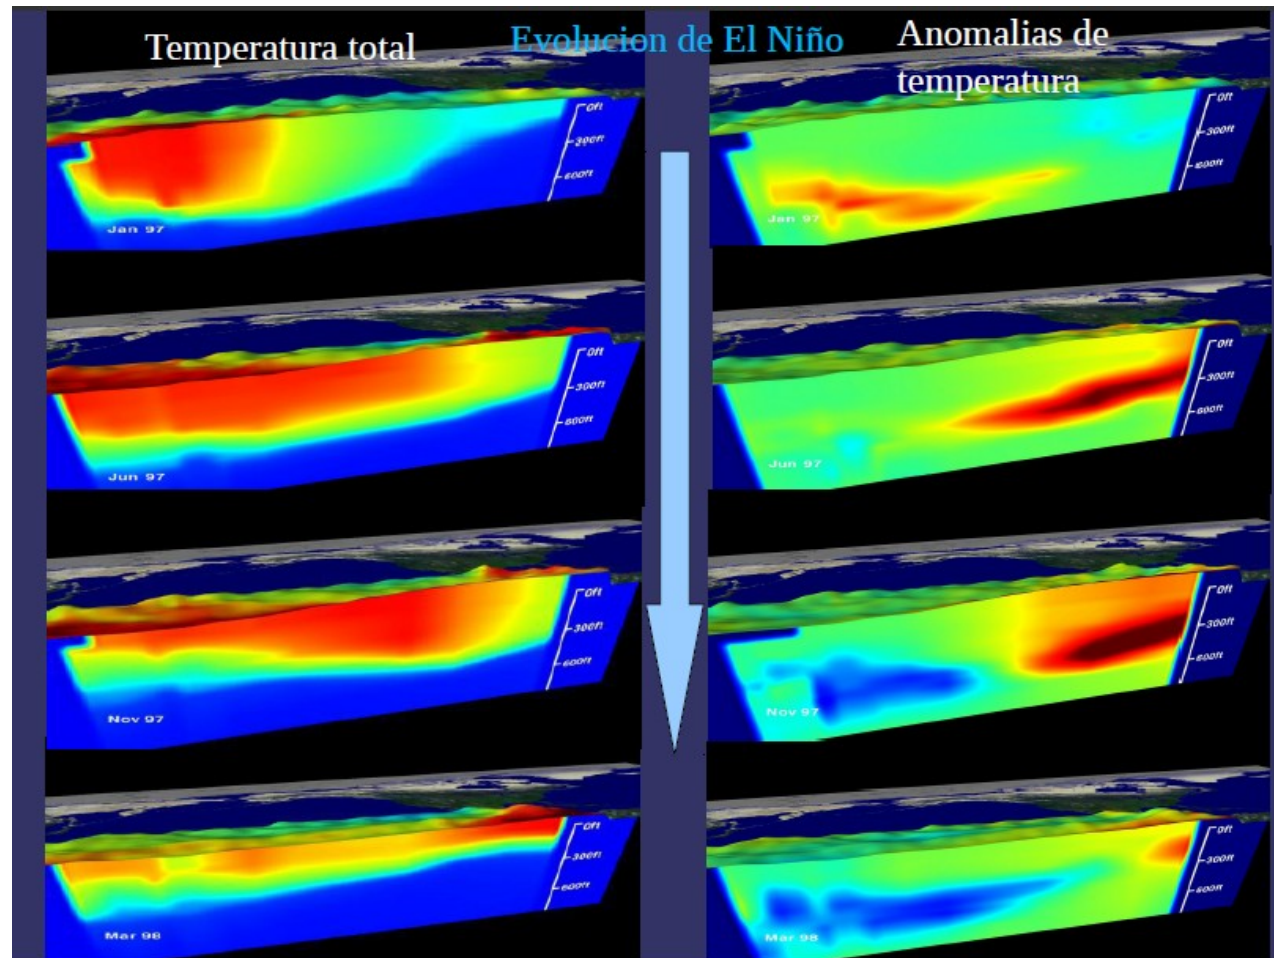 Temperatura total
Evolucion de El Niño
Anomalias de
temperatura
0ft
300ft
600ft
Jan 97
0ft
300ft
600ft
Jan 97
0ft
300ft
600ft
Jun 97
0ft
300ft
600ft
Jun 97
0ft
300ft
600ft
Nov 97
0ft
300ft
600ft
Nov 97
0ft
300ft
600ft
Mar 98
0ft
300ft
600ft
Mar 98